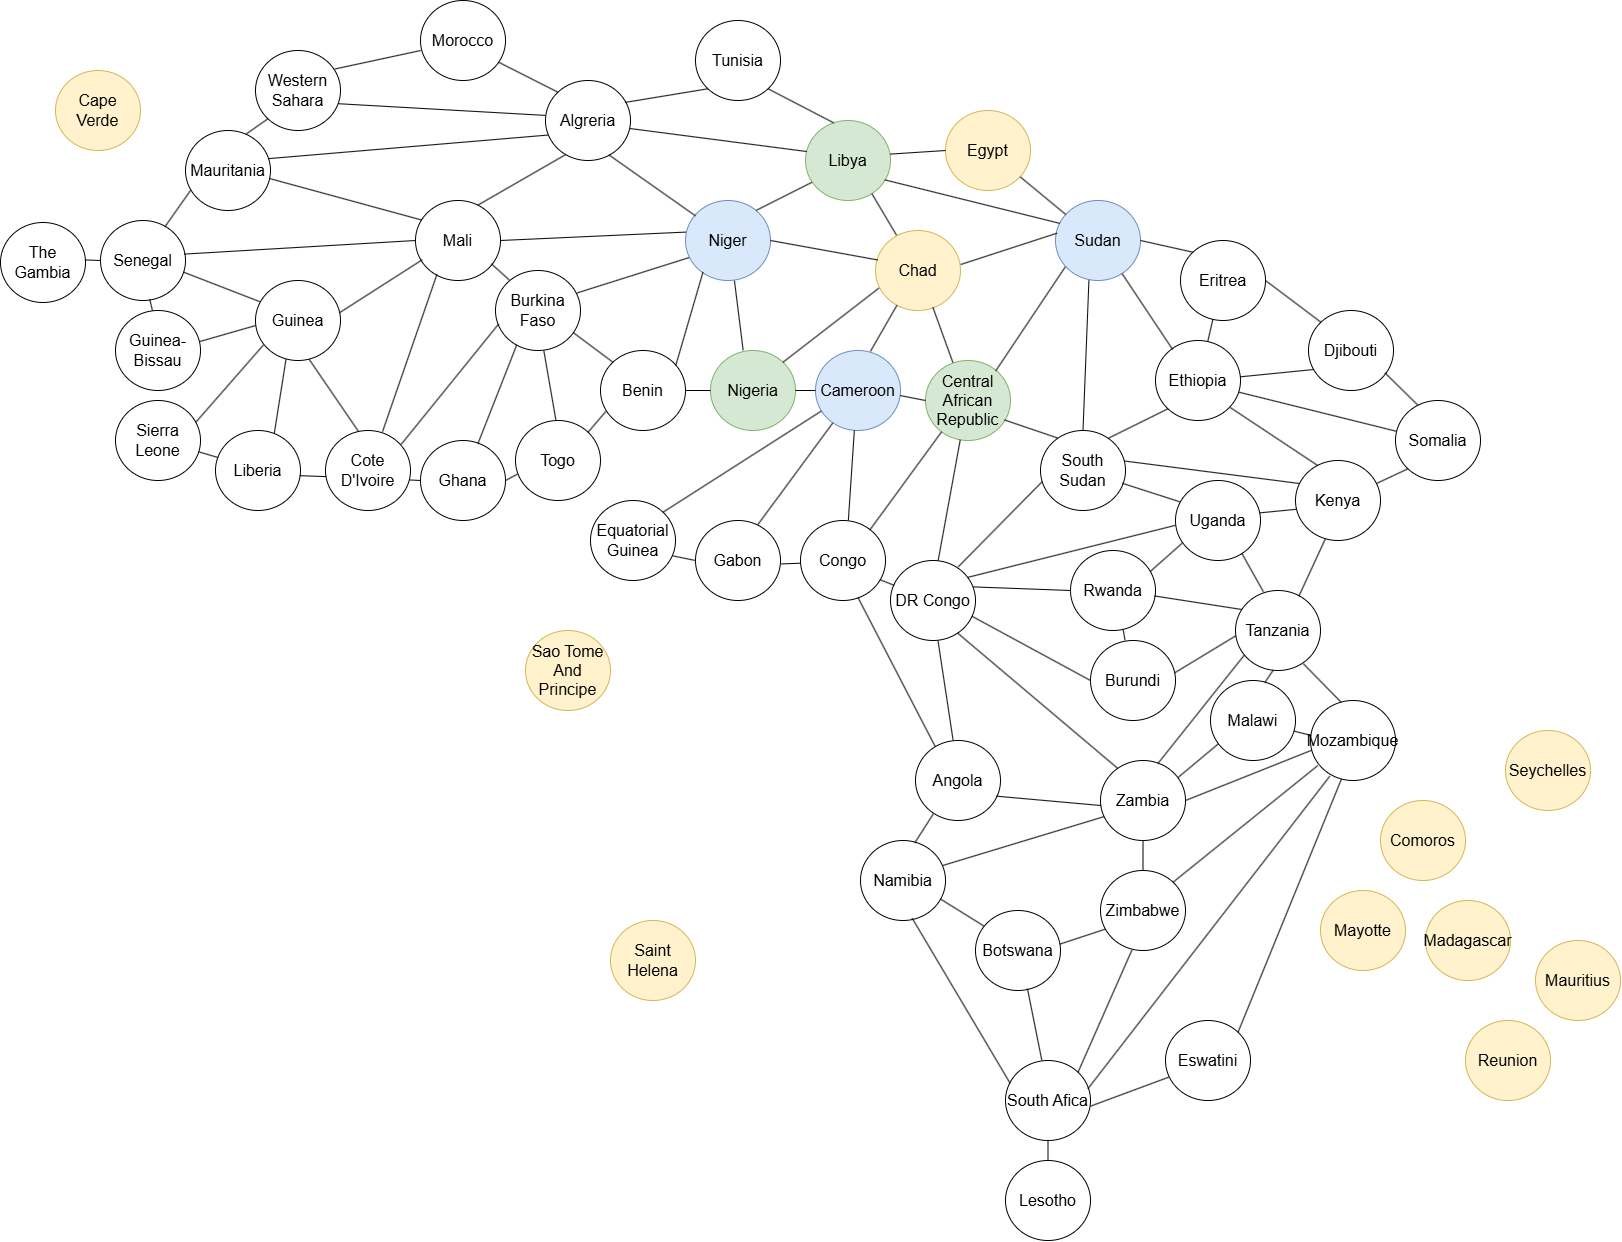 Morocco
Tunisia
Western
Sahara
Cape
Verde
Algreria
Egypt
Libya
Mauritania
The
Gambia
Senegal
Mali
Niger
Sudan
Chad
Eritrea
Burkina
Faso
Guinea
Guinea-
Bissau
Djibouti
Ethiopia
Benin
Nigeria
Cameroon
Central
African
Republic
Sierra
Leone
Somalia
Liberia
Cote
D'Ivoire
Ghana
Togo
South
Sudan
Kenya
Uganda
Equatorial
Guinea
Gabon
Congo
DR Congo
Rwanda
Tanzania
Sao Tome
And
Principe
Burundi
Malawi
Mozambique
Seychelles
Angola
Zambia
Comoros
Namibia
Zimbabwe
Mayotte
Madagascar
Botswana
Saint
Helena
Mauritius
Eswatini
Reunion
South Afica
Lesotho